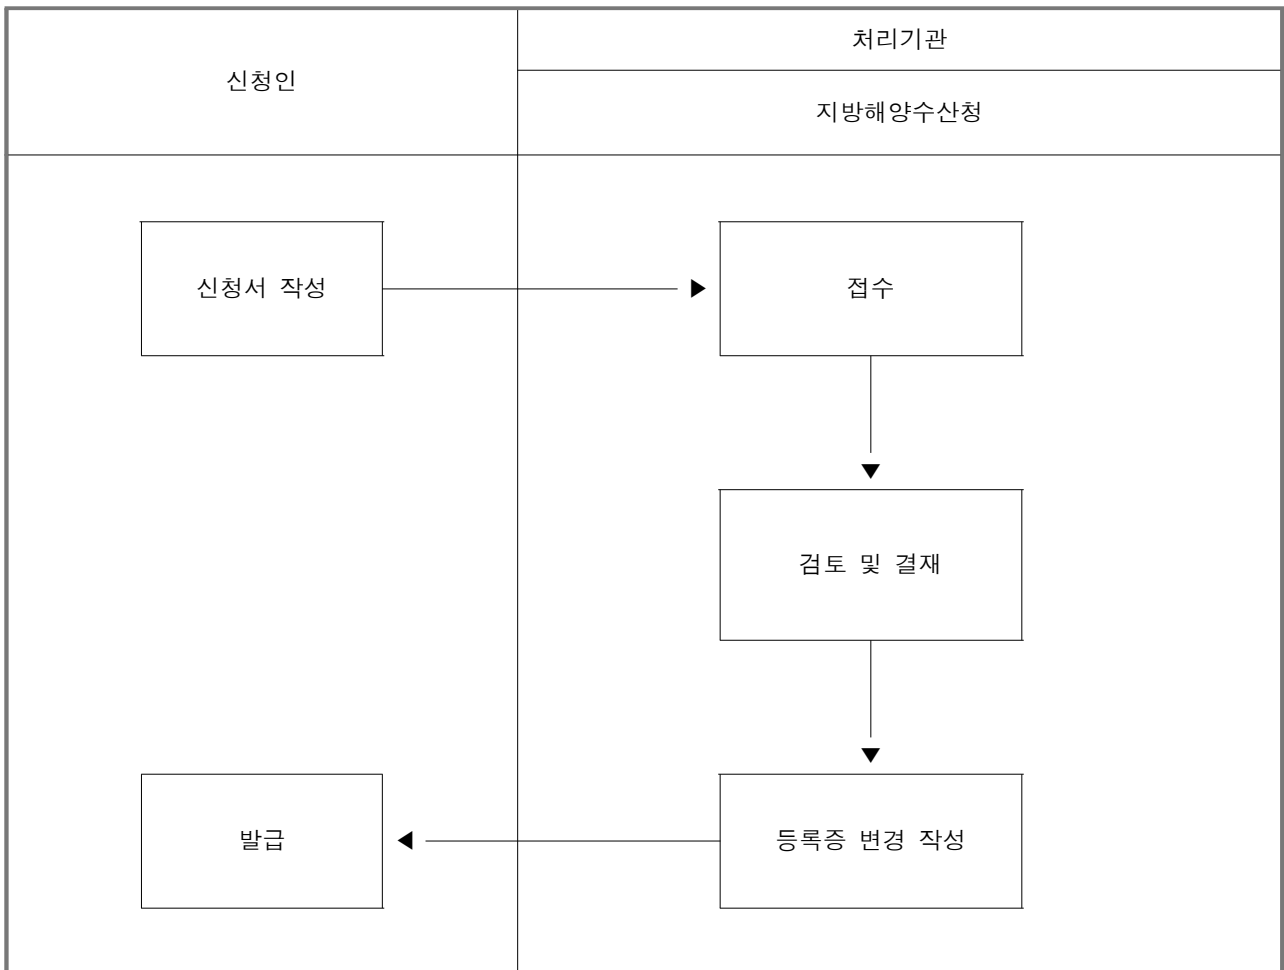 신청인
처리기관
지방해양수산청
신청서 작성
접수
검토 및 결재
등록증 변경 작성
발급